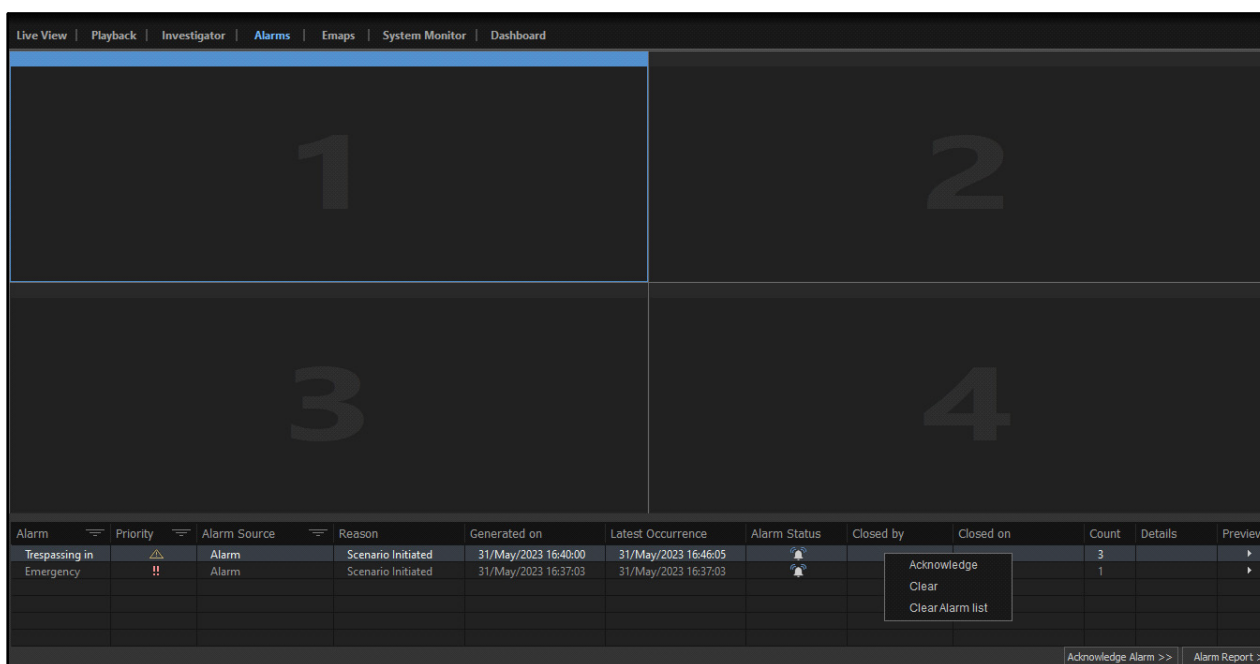 Live View | Playback | Investigator | Alarms | Emaps | System Monitor | Dashboard
1
2
3
4
Alarm Priority Alarm Source Reason Generated on Latest Occurrence Alarm Status Closed by Closed on Count Details Preview
Trespassing in Alarm Scenario Initiated 31/May/2023 16:40:00 31/May/2023 16:46:05 3
Emergency !! Alarm Scenario Initiated 31/May/2023 16:37:03 31/May/2023 16:37:03 1
Acknowledge
Clear
Clear Alarm list
Acknowledge Alarm >> Alarm Report >